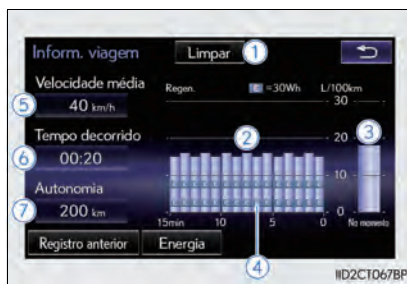 Inform. viagem
Limpar
1
Velocidade média
5
40 km/h
Regen.
C =30Wh
L/100km
30
Tempo decorrido
6
00:20
2
20
3
Autonomia
7
200 km
10
0
15min 10 5 0 No momento
4
Registro anterior
Energia
IID2CT067BP